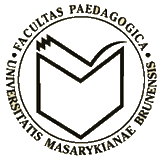 • FACULTAS PAEDAGOGICA •
UNIVERSITATIS MASARYKIANAE BRUNENSIS